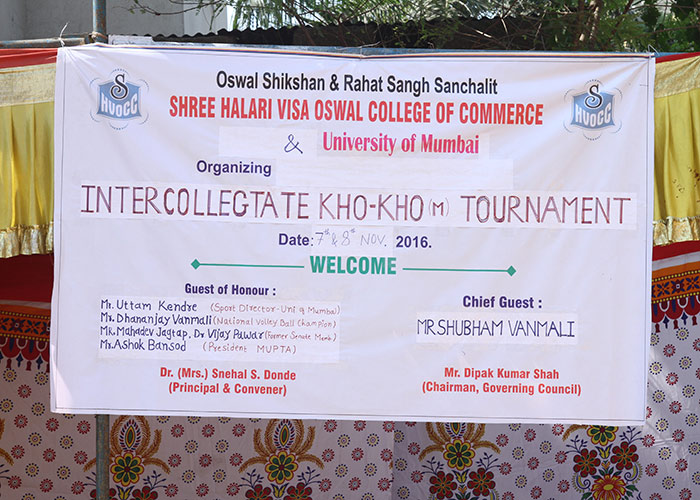 Oswal Shikshan & Rahat Sangh Sanchalit
S
HVOCC
SHREE HALARI VISA OSWAL COLLEGE OF COMMERCE
S
HVOCC
& University of Mumbai
Organizing
INTERCOLLEGTATE KHO-KHO (M) TOURNAMENT
Date: 7th & 8th NOV. 2016.
WELCOME
Guest of Honour :
Mr. Uttam Kendre (Sport Director-Uni of Mumbai)
Mr. Dhananjay Vanmali (National Volley Ball Champion)
Mr. Mahadev Jagtap, Dr Vijay Pawar (Former Senate Memb.)
Mr. Ashok Bansod (President MUPTA)
Dr. (Mrs.) Snehal S. Donde
(Principal & Convener)
Chief Guest :
MR. SHUBHAM VANMALI
Mr. Dipak Kumar Shah
(Chairman, Governing Council)